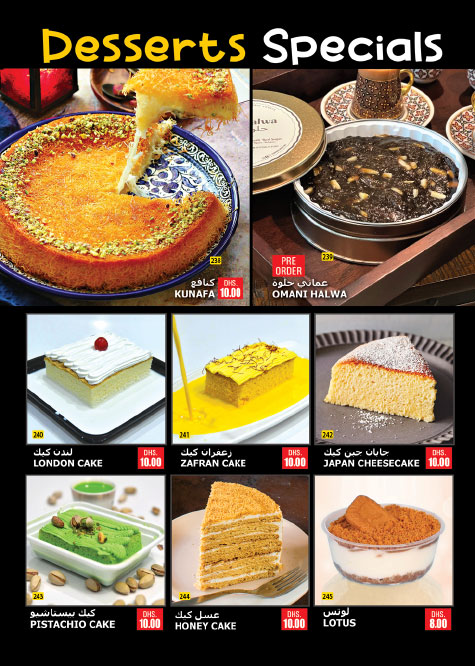 Desserts Specials
238
كنافع
KUNAFA
DHS.
10.00
239
PRE
ORDER
عماني حلوة
OMANI HALWA
240
لندن كيك
LONDON CAKE
DHS.
10.00
241
زعفران كيك
ZAFRAN CAKE
DHS.
10.00
242
جابان جبن كيك
JAPAN CHEESECAKE
DHS.
10.00
243
كيك بيستاشيو
PISTACHIO CAKE
DHS.
10.00
244
عسل كيك
HONEY CAKE
DHS.
10.00
245
لوتس
LOTUS
DHS.
8.00